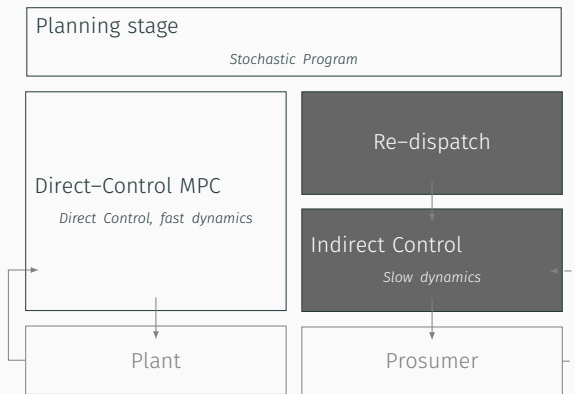 Planning stage
Stochastic Program
Direct–Control MPC
Direct Control, fast dynamics
Re–dispatch
Indirect Control
Slow dynamics
Plant
Prosumer